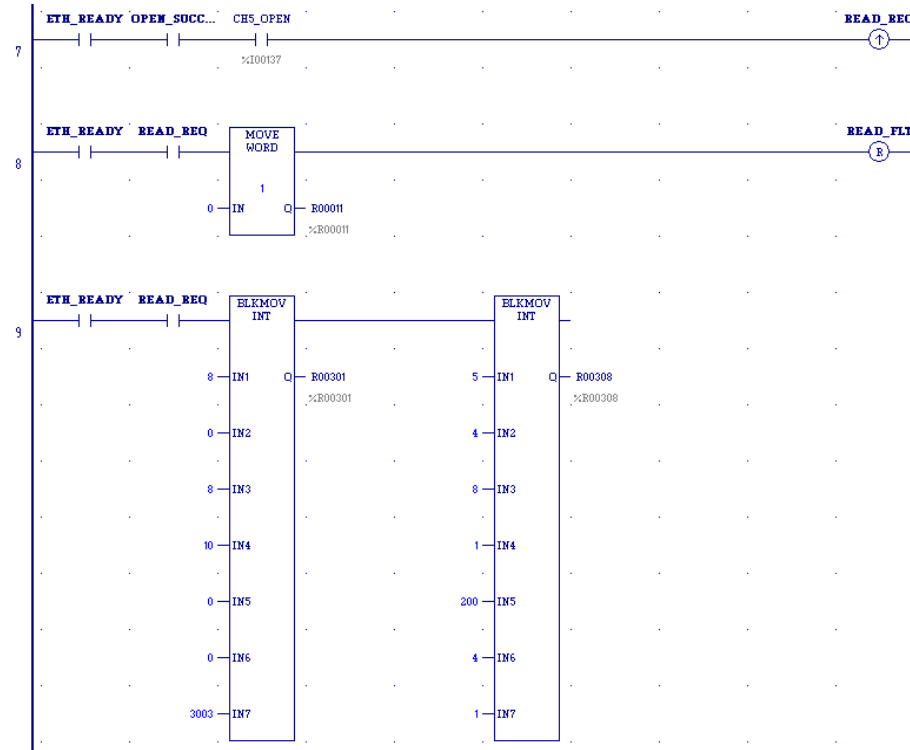 ETH_READY OPEN_SUCC... CH5_OPEN READ_REQ
7
%I00137
ETH_READY READ_REQ MOVE READ_FLT
WORD R
8
1
0 IN Q R00011
%R00011
ETH_READY READ_REQ BLKMOV BLKMOV
INT INT
9
8 IN1 Q R00301 5 IN1 Q R00308
%R00301 %R00308
0 IN2 4 IN2
8 IN3 8 IN3
10 IN4 1 IN4
0 IN5 200 IN5
0 IN6 4 IN6
3003 IN7 1 IN7